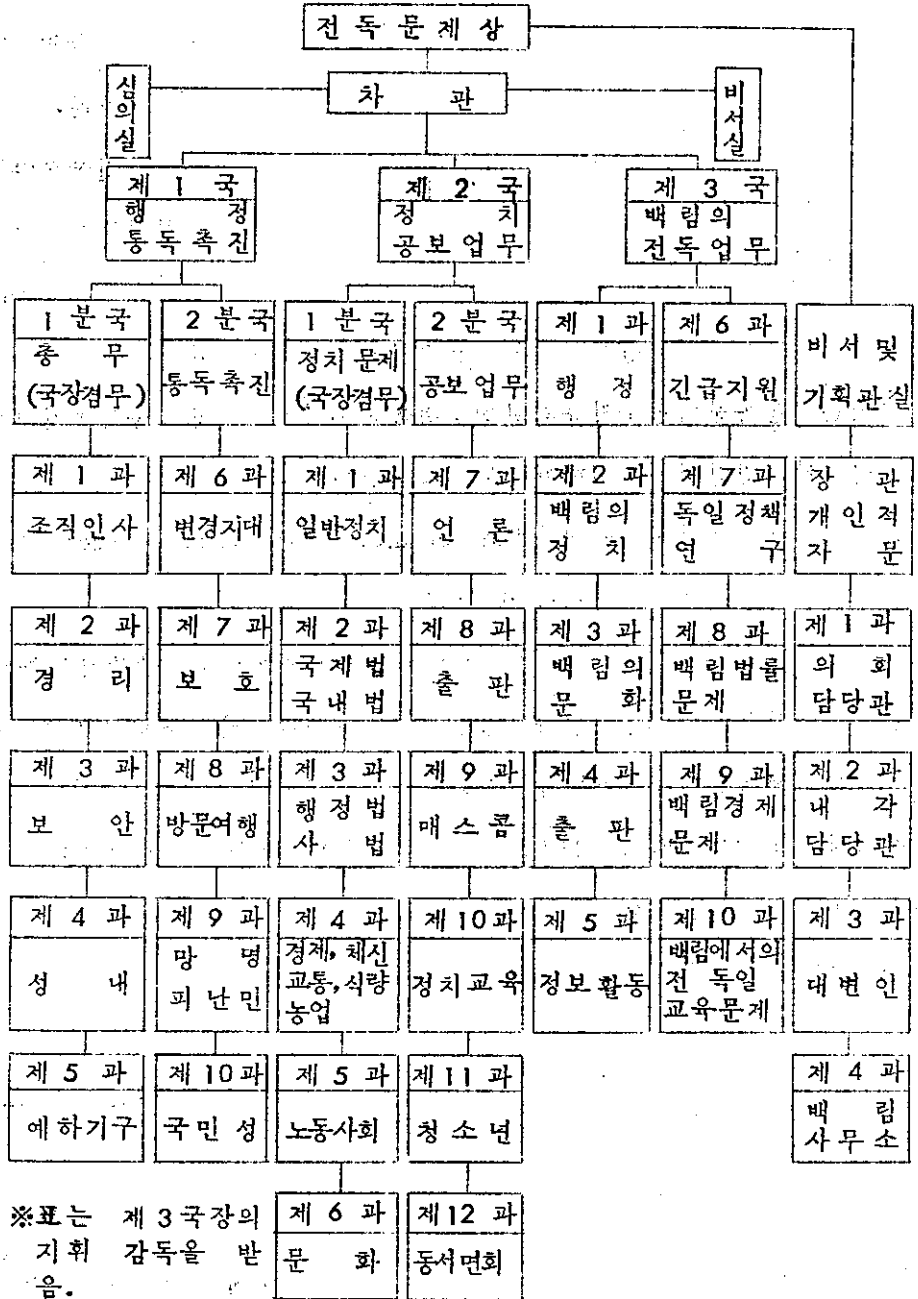 전독문제상
심의실
차 관
비서실
제 1 국
행 정
통독촉진
제 2 국
정 치
공보업무
제 3 국
백림의
전독업무
1 분국
총 무
(국장겸무)
2 분국
통독촉진
1 분국
정치 문제
(국장겸무)
2 분국
공보업무
제 1 과
행 정
제 6 과
긴급지원
비서 및
기획관실
제 1 과
조직인사
제 6 과
변경지대
제 1 과
일반정치
제 7 과
언 론
제 2 과
백림의
정 치
제 7 과
독일정책
연 구
장 관
개인적
자 문
제 2 과
경 리
제 7 과
보 호
제 2 과
국제법
국내법
제 8 과
출 판
제 3 과
백림의
문 화
제 8 과
백림법률
문제
제 1 과
의 회
담당관
제 3 과
보 안
제 8 과
방문여행
제 3 과
행정법
사 법
제 9 과
매스콤
제 4 과
출 판
제 9 과
백림경제
문제
제 2 과
내 각
담당관
제 4 과
성 내
제 9 과
망 명
피난민
제 4 과
경제, 체신
교통, 식량
농업
제 10 과
정치교육
제 5 과
정보활동
제 10 과
백림에서의
전 독일
교육문제
제 3 과
대변인
제 5 과
예하기구
제 10 과
국민성
제 5 과
노동사회
제 11 과
청소년
제 4 과
백 림
사무소
※표는 제 3 국장의
지휘 감독을 받
음.
제 6 과
문 화
제 12 과
동서면회